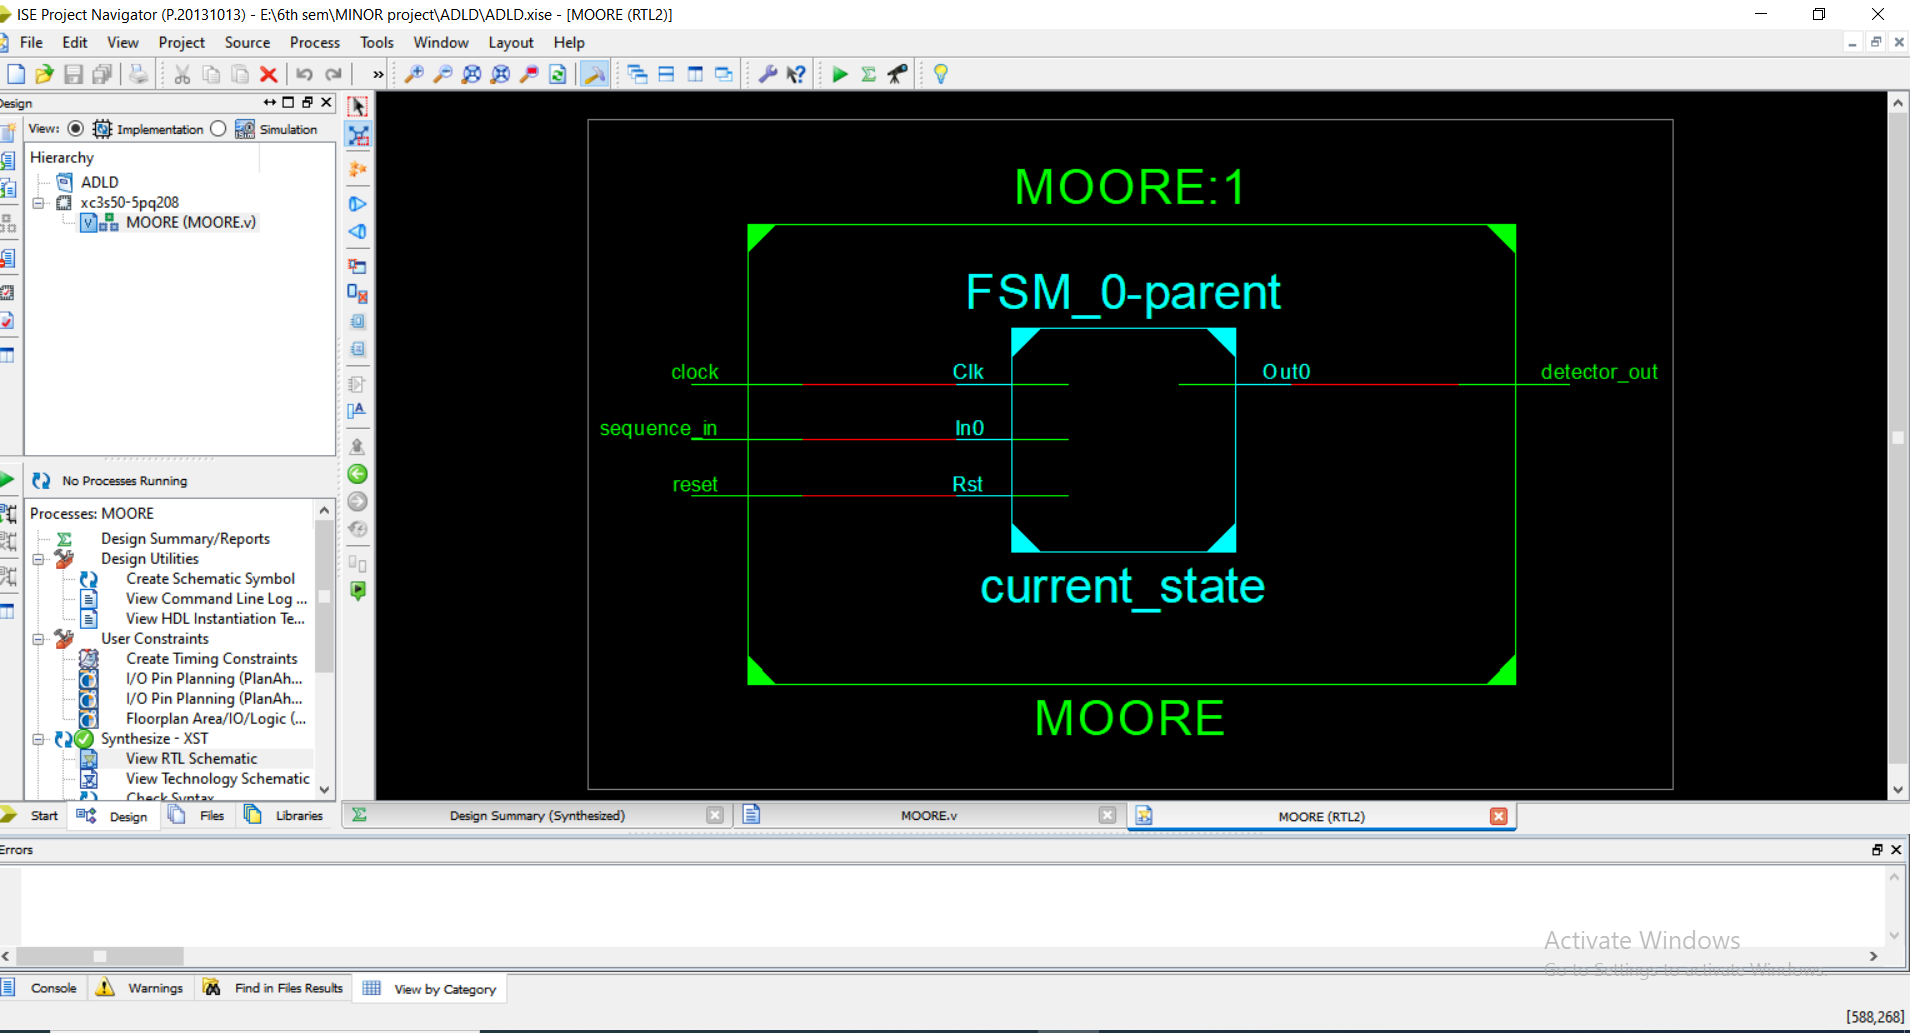 ISE Project Navigator (P.20131013) - E:\6th sem\MINOR project\ADLD\ADLD.xise - [MOORE (RTL2)]
File Edit View Project Source Process Tools Window Layout Help
Design
View: Implementation Simulation
Hierarchy
ADLD
xc3s50-5pq208
MOORE (MOORE.v)
No Processes Running
Processes: MOORE
Design Summary/Reports
Design Utilities
Create Schematic Symbol
View Command Line Log ...
View HDL Instantiation Te...
User Constraints
Create Timing Constraints
I/O Pin Planning (PlanAh...
I/O Pin Planning (PlanAh...
Floorplan Area/IO/Logic (...
Synthesize - XST
View RTL Schematic
View Technology Schematic
Check Syntax
Start Design Files Libraries
MOORE:1
FSM_0-parent
clock Clk Out0 detector_out
sequence_in In0
reset Rst
current_state
MOORE
Design Summary (Synthesized) MOORE.v MOORE (RTL2)
Errors
Activate Windows
Go to Settings to activate Windows.
Console Warnings Find in Files Results View by Category
[588,268]